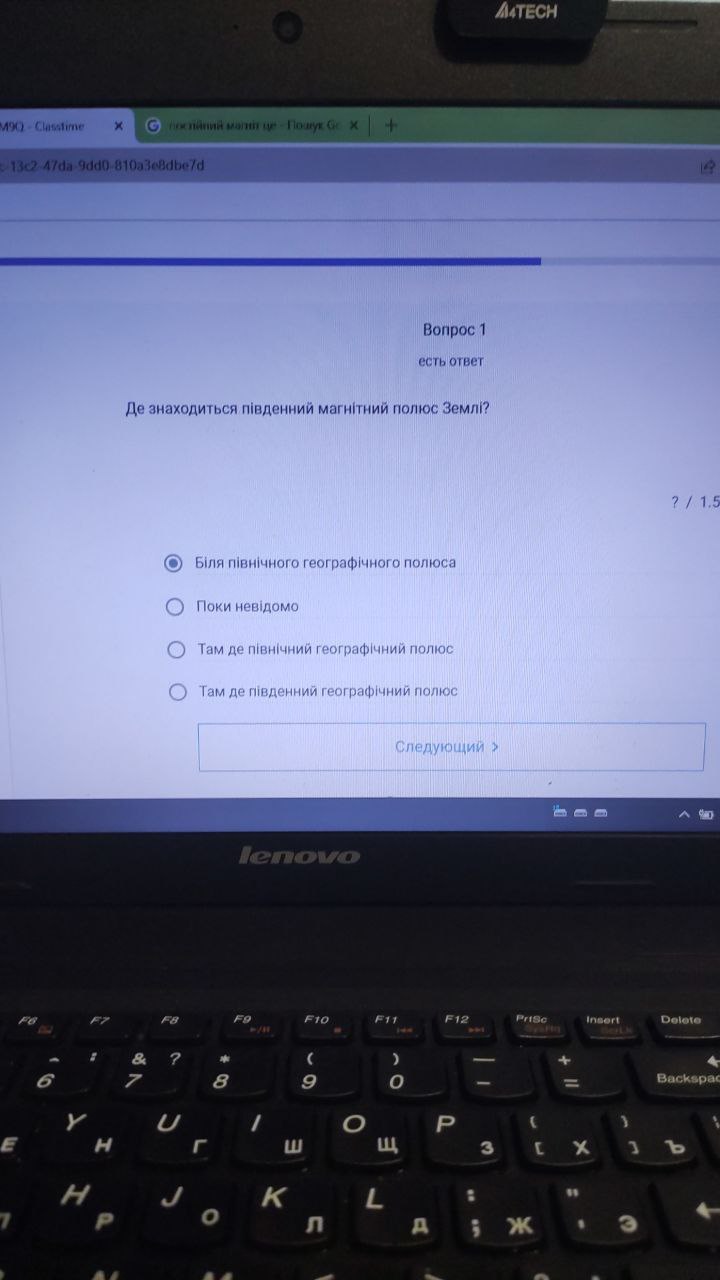 A4TECH
M9Q - Classtime
постійний магніт це - Пошук Go
-13c2-47da-9dd0-810a3e8dbe7d
Вопрос 1
есть ответ
Де знаходиться південний магнітний полюс Землі?
? / 1.5
Біля північного географічного полюса
Поки невідомо
Там де північний географічний полюс
Там де південний географічний полюс
Следующий >
lenovo
F6 F7 F8 F9 F10 F11 F12 PrtSc SysRq Insert ScrLk Delete
^ : & ? * ( ) — +
6 7 8 9 0 - = Backspac
Y U I O P { }
Е Н Г Ш Щ З [ Х ] Ъ
H J K L : "
Р О Л Д ; Ж ' Э